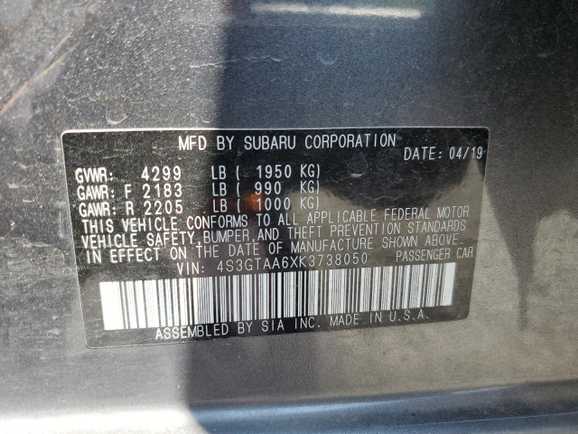 MFD BY SUBARU CORPORATION
DATE: 04/19
GVWR: 4299 LB ( 1950 KG)
GAWR: F 2183 LB ( 990 KG)
GAWR: R 2205 LB ( 1000 KG)
THIS VEHICLE CONFORMS TO ALL APPLICABLE FEDERAL MOTOR
VEHICLE SAFETY, BUMPER, AND THEFT PREVENTION STANDARDS
IN EFFECT ON THE DATE OF MANUFACTURE SHOWN ABOVE.
VIN: 4S3GTAA6XK3738050 PASSENGER CAR
ASSEMBLED BY SIA INC. MADE IN U.S.A.